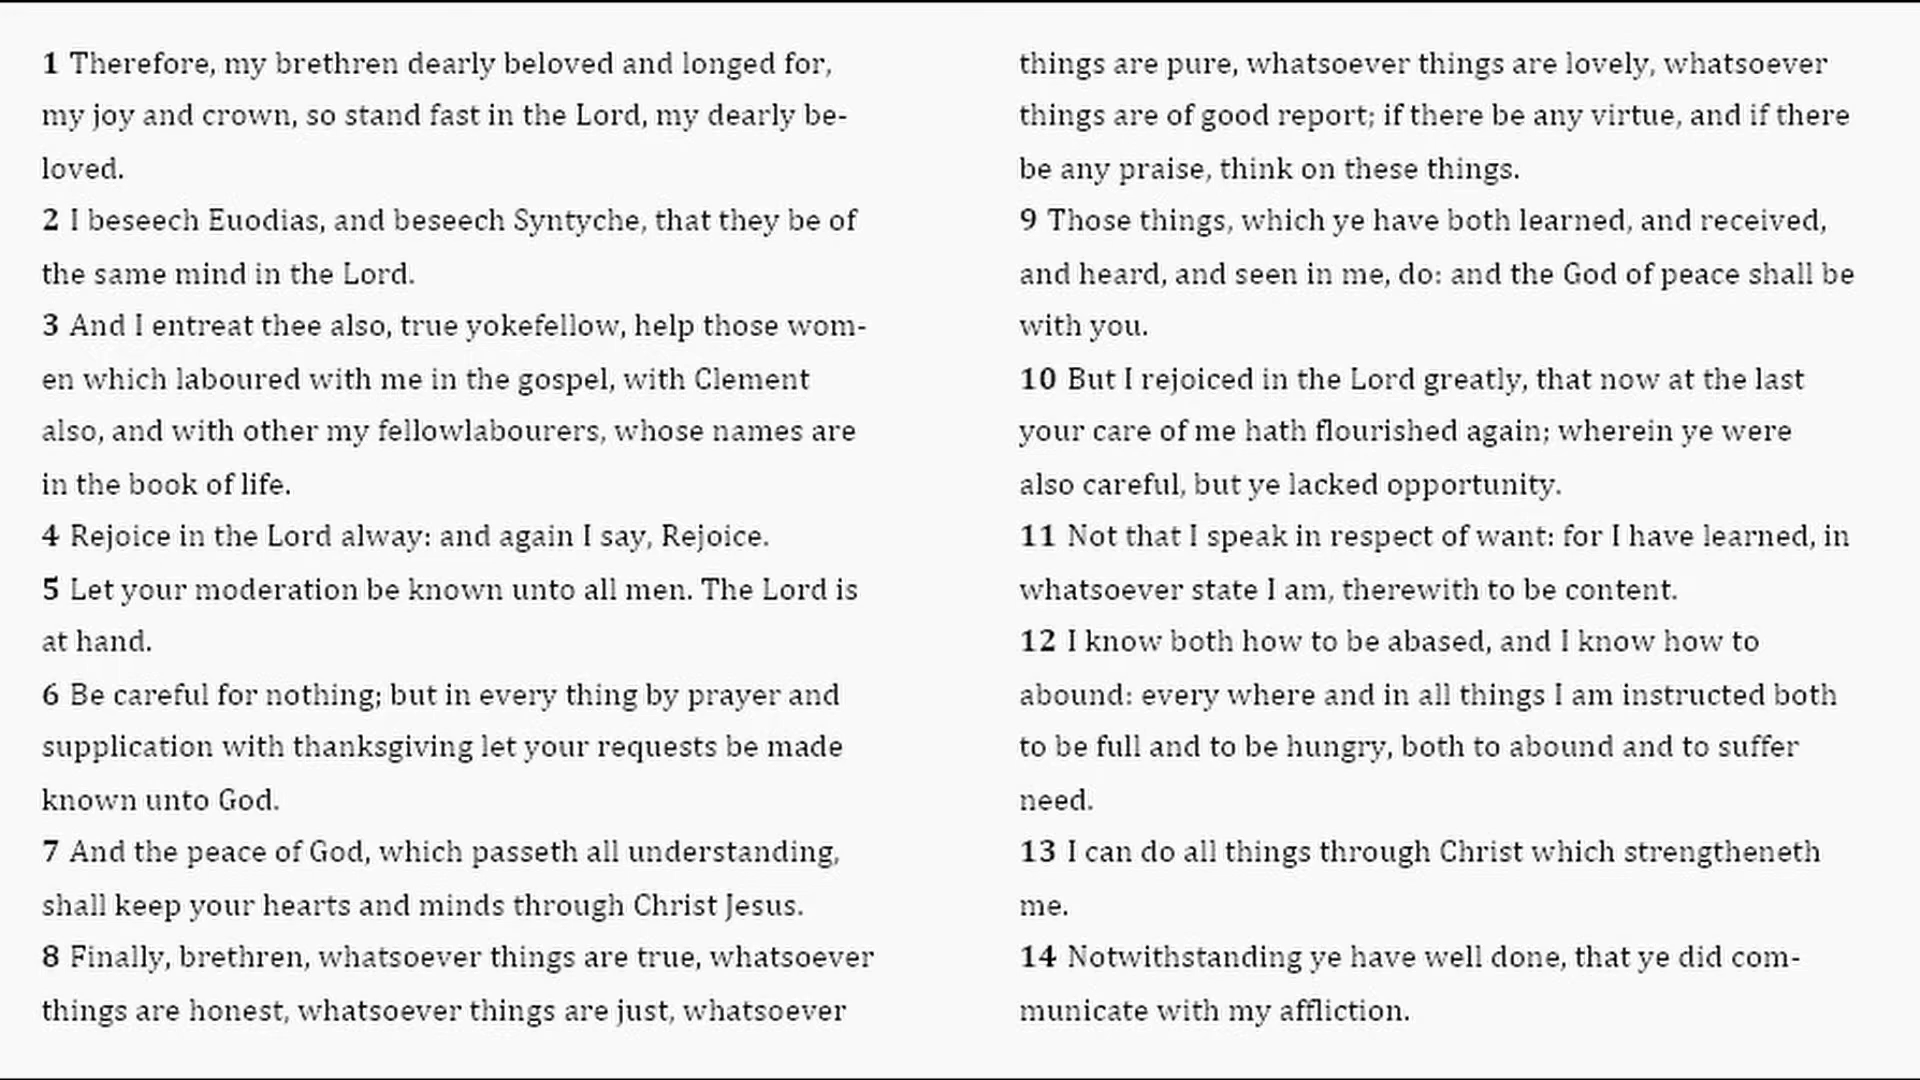 1 Therefore, my brethren dearly beloved and longed for,
my joy and crown, so stand fast in the Lord, my dearly be-
loved.
2 I beseech Euodias, and beseech Syntyche, that they be of
the same mind in the Lord.
3 And I entreat thee also, true yokefellow, help those wom-
en which laboured with me in the gospel, with Clement
also, and with other my fellowlabourers, whose names are
in the book of life.
4 Rejoice in the Lord alway: and again I say, Rejoice.
5 Let your moderation be known unto all men. The Lord is
at hand.
6 Be careful for nothing; but in every thing by prayer and
supplication with thanksgiving let your requests be made
known unto God.
7 And the peace of God, which passeth all understanding,
shall keep your hearts and minds through Christ Jesus.
8 Finally, brethren, whatsoever things are true, whatsoever
things are honest, whatsoever things are just, whatsoever
things are pure, whatsoever things are lovely, whatsoever
things are of good report; if there be any virtue, and if there
be any praise, think on these things.
9 Those things, which ye have both learned, and received,
and heard, and seen in me, do: and the God of peace shall be
with you.
10 But I rejoiced in the Lord greatly, that now at the last
your care of me hath flourished again; wherein ye were
also careful, but ye lacked opportunity.
11 Not that I speak in respect of want: for I have learned, in
whatsoever state I am, therewith to be content.
12 I know both how to be abased, and I know how to
abound: every where and in all things I am instructed both
to be full and to be hungry, both to abound and to suffer
need.
13 I can do all things through Christ which strengtheneth
me.
14 Notwithstanding ye have well done, that ye did com-
municate with my affliction.